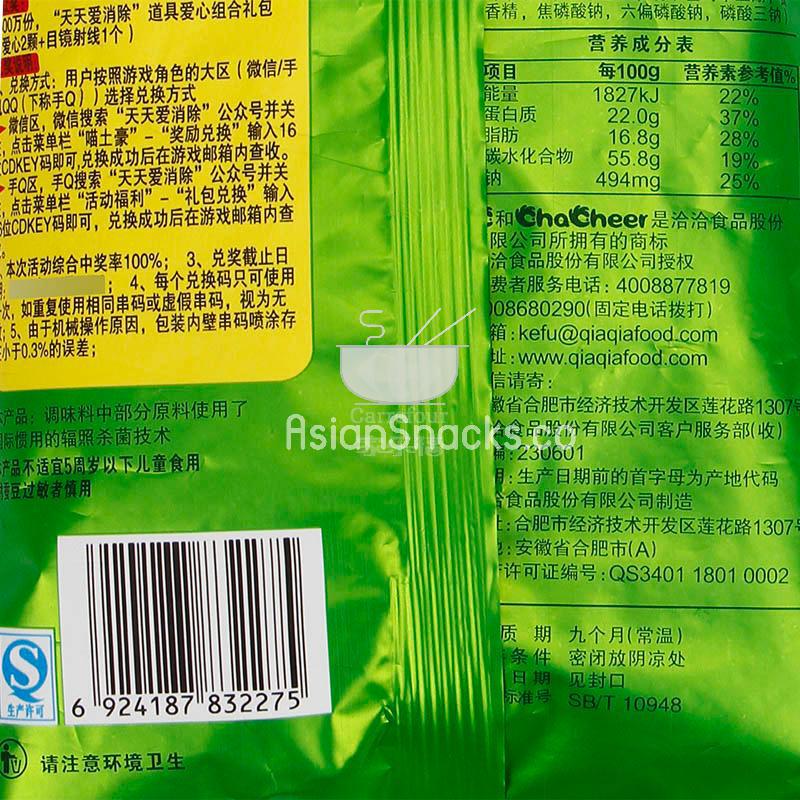 00万份，“天天爱消除”道具爱心组合礼包
爱心2颗+目镜射线1个）
、兑换方式：用户按照游戏角色的大区（微信/手
QQ（下称手Q））选择兑换方式
微信区，微信搜索“天天爱消除”公众号并关
，点击菜单栏“喵土豪”－“奖励兑换”输入16
CDKEY码即可,兑换成功后在游戏邮箱内查收。
手Q区，手Q搜索“天天爱消除”公众号并关
，点击菜单栏“活动福利”－“礼包兑换”输入
6位CDKEY码即可，兑换成功后在游戏邮箱内查
、本次活动综合中奖率100%； 3、兑奖截止日
； 4、每个兑换码只可使用
次，如重复使用相同串码或虚假串码，视为无
；5、由于机械操作原因，包装内壁串码喷涂存
小于0.3%的误差；
产品：调味料中部分原料使用了
国际惯用的辐照杀菌技术
产品不适宜5周岁以下儿童食用
蚕豆过敏者慎用
生产许可
6 924187 832275
请注意环境卫生
Carrefour
AsianSnacks.ca
香精，焦磷酸钠，六偏磷酸钠，磷酸三钠）
营养成分表
项目 每100g 营养素参考值%
能量 1827kJ 22%
蛋白质 22.0g 37%
脂肪 16.8g 28%
碳水化合物 55.8g 19%
钠 494mg 25%
和ChaCheer是洽洽食品股份
限公司所拥有的商标
洽食品股份有限公司授权
费者服务电话：4008877819
08680290(固定电话拨打)
箱:kefu@qiaqiafood.com
址:www.qiaqiafood.com
信请寄：
徽省合肥市经济技术开发区莲花路1307
洽食品股份有限公司客户服务部(收)
编:230601
明:生产日期前的首字母为产地代码
洽食品股份有限公司制造
址:合肥市经济技术开发区莲花路1307
地:安徽省合肥市(A)
许可证编号:QS3401 1801 0002
质 期 九个月(常温)
条件 密闭放阴凉处
日期 见封口
标准号 SB/T 10948